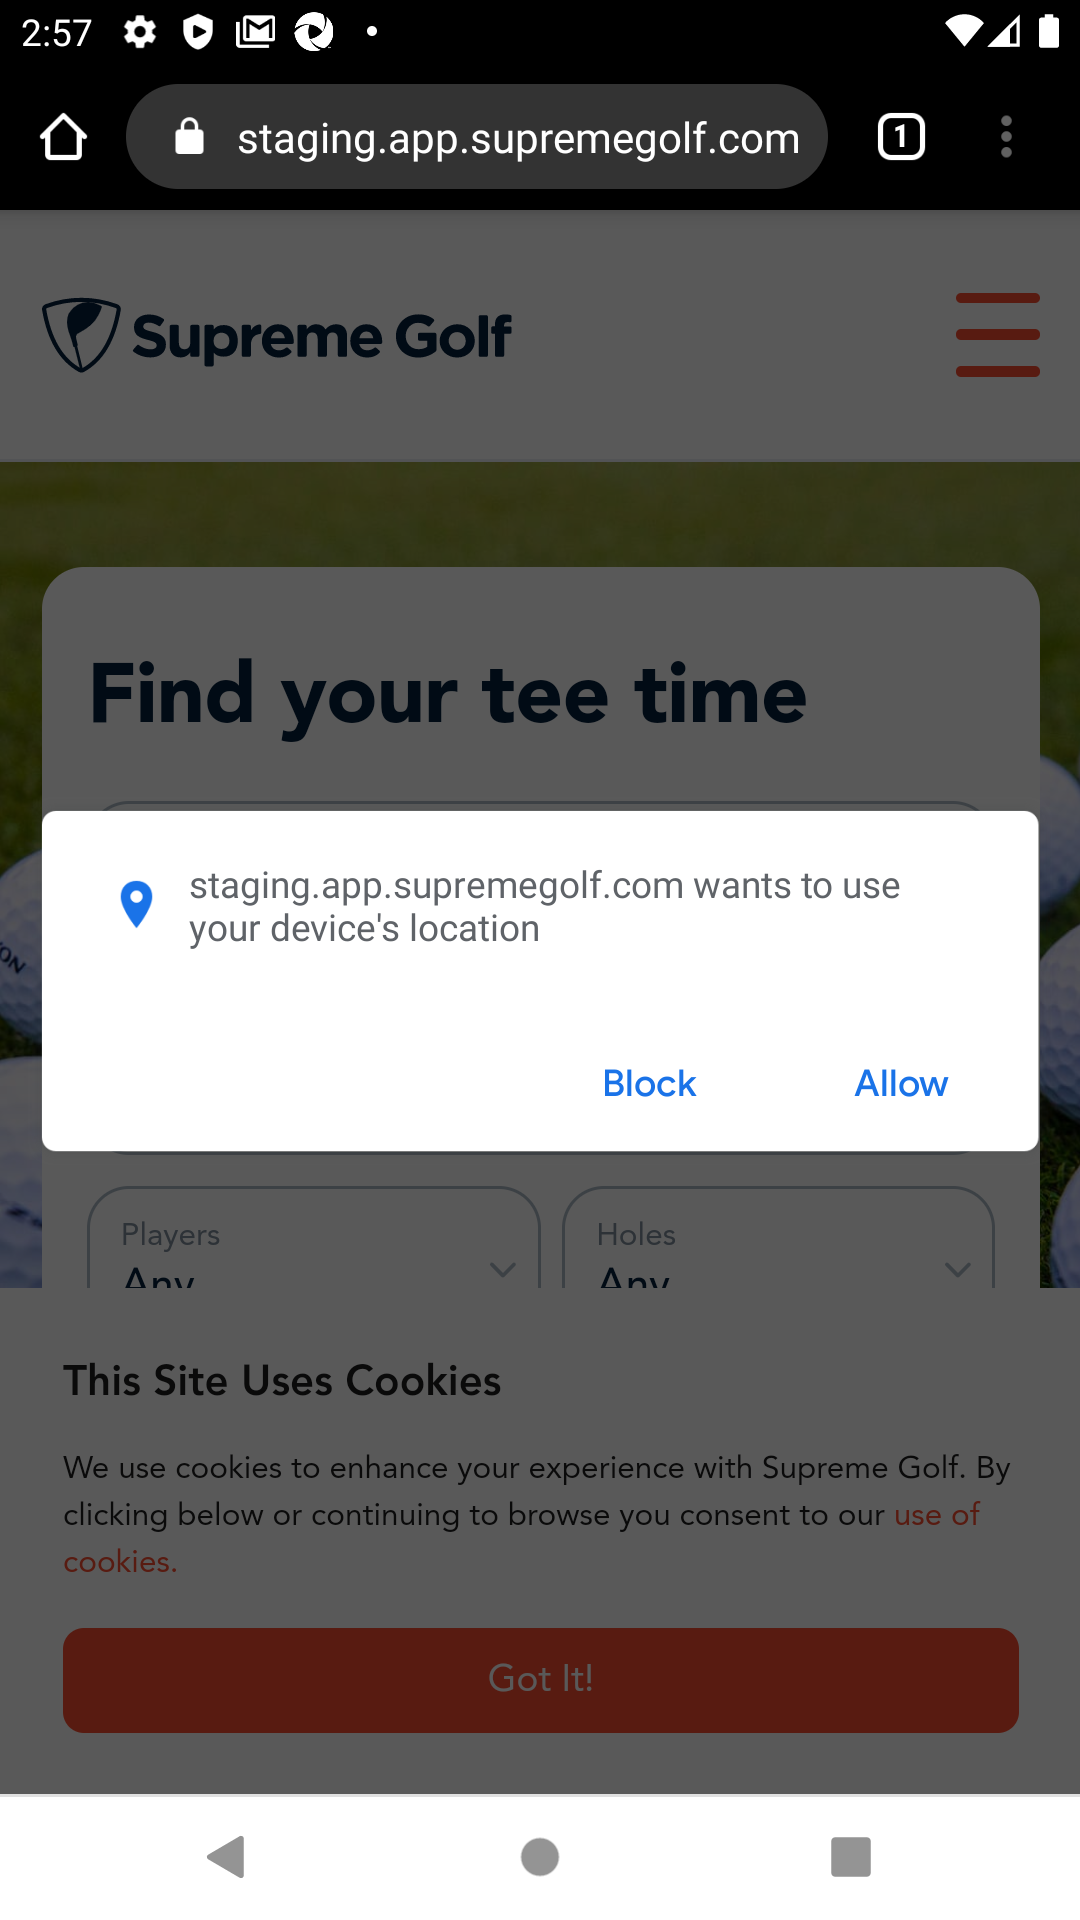 2:57
staging.app.supremegolf.com
1
Supreme Golf
Find your tee time
staging.app.supremegolf.com wants to use
your device's location
Block
Allow
Players
Holes
Any
Any
This Site Uses Cookies
We use cookies to enhance your experience with Supreme Golf. By
clicking below or continuing to browse you consent to our use of
cookies.
Got It!